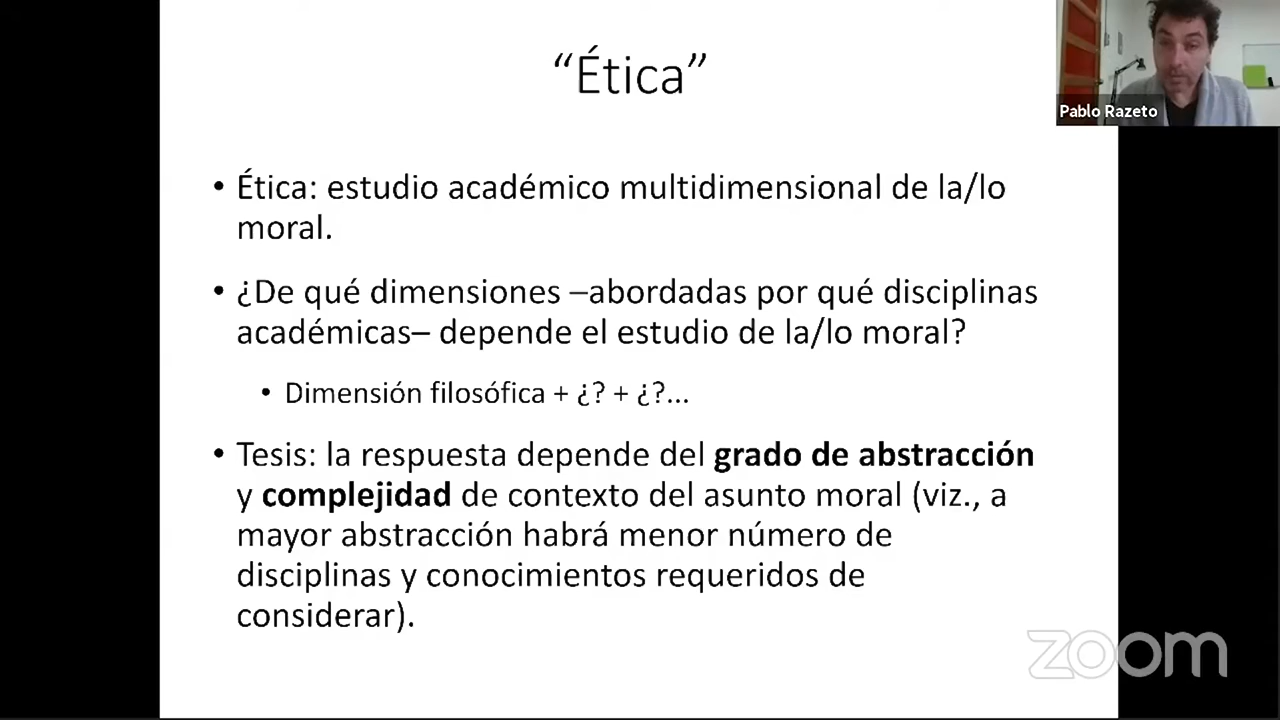 “Ética”
Pablo Razeto
• Ética: estudio académico multidimensional de la/lo
moral.
• ¿De qué dimensiones –abordadas por qué disciplinas
académicas– depende el estudio de la/lo moral?
• Dimensión filosófica + ¿? + ¿?...
• Tesis: la respuesta depende del grado de abstracción
y complejidad de contexto del asunto moral (viz., a
mayor abstracción habrá menor número de
disciplinas y conocimientos requeridos de
considerar).
zoom